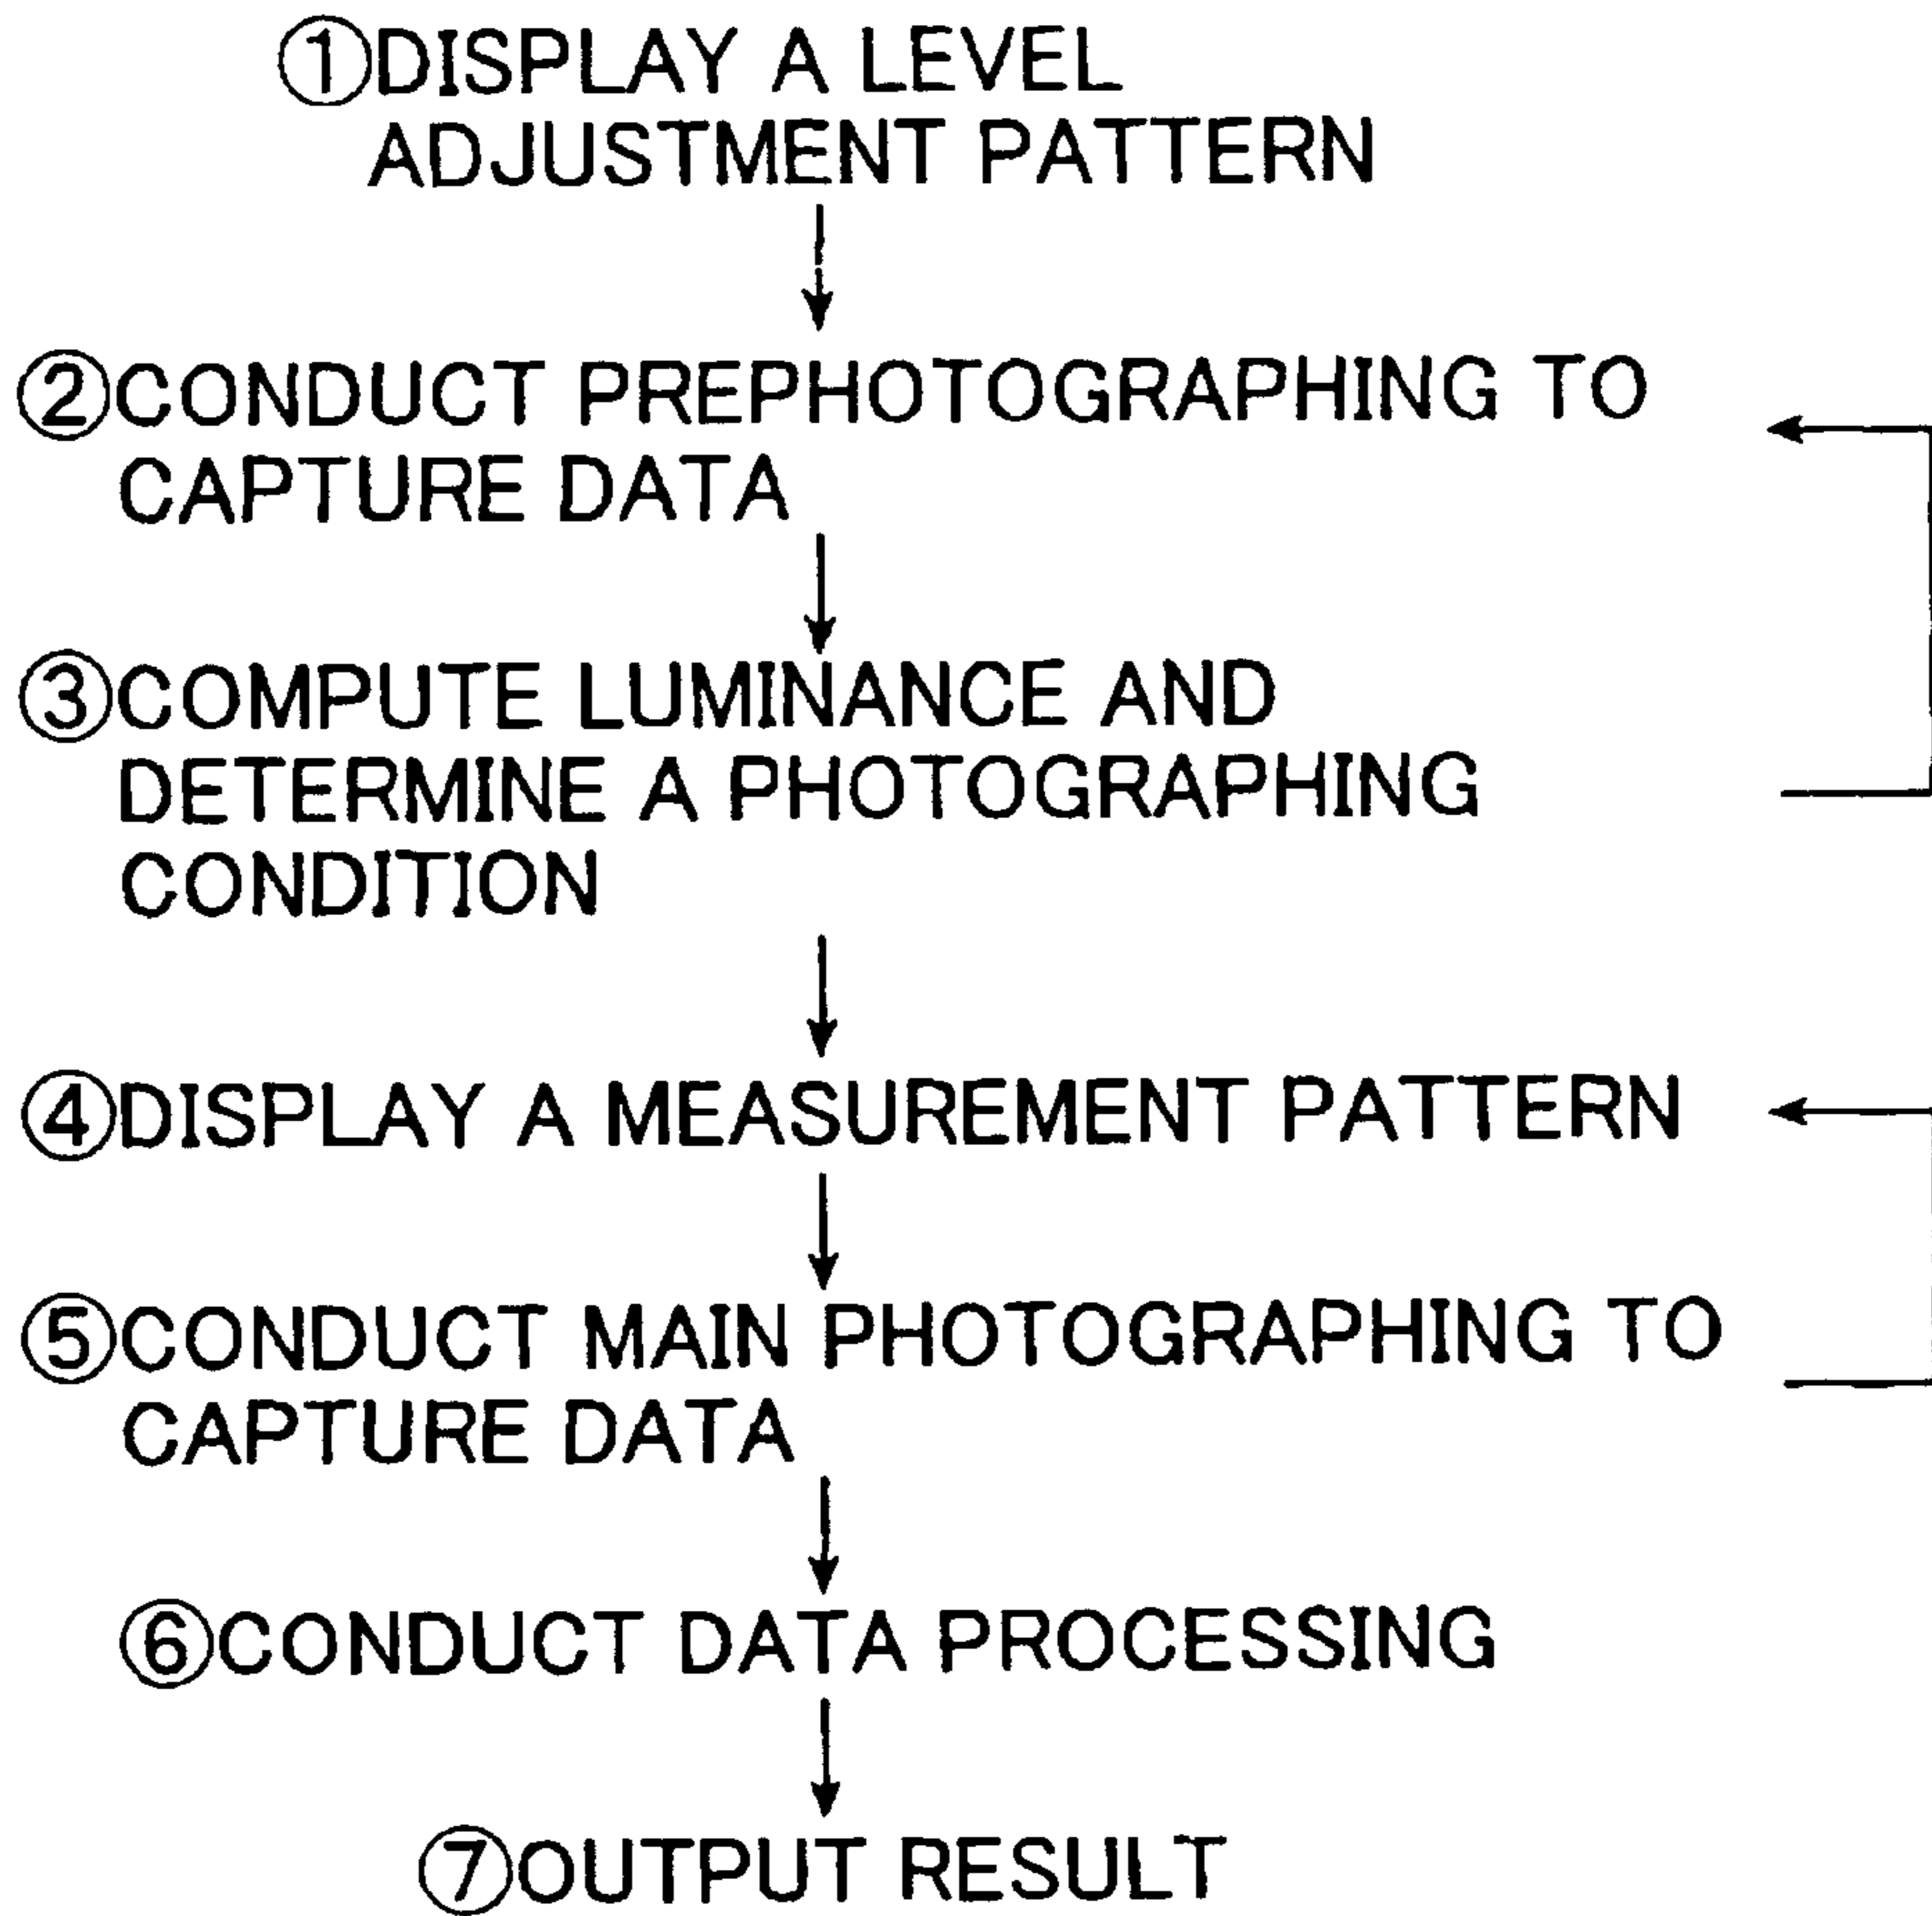 ①DISPLAY A LEVEL
ADJUSTMENT PATTERN
②CONDUCT PREPHOTOGRAPHING TO
CAPTURE DATA
③COMPUTE LUMINANCE AND
DETERMINE A PHOTOGRAPHING
CONDITION
④DISPLAY A MEASUREMENT PATTERN
⑤CONDUCT MAIN PHOTOGRAPHING TO
CAPTURE DATA
⑥CONDUCT DATA PROCESSING
⑦OUTPUT RESULT